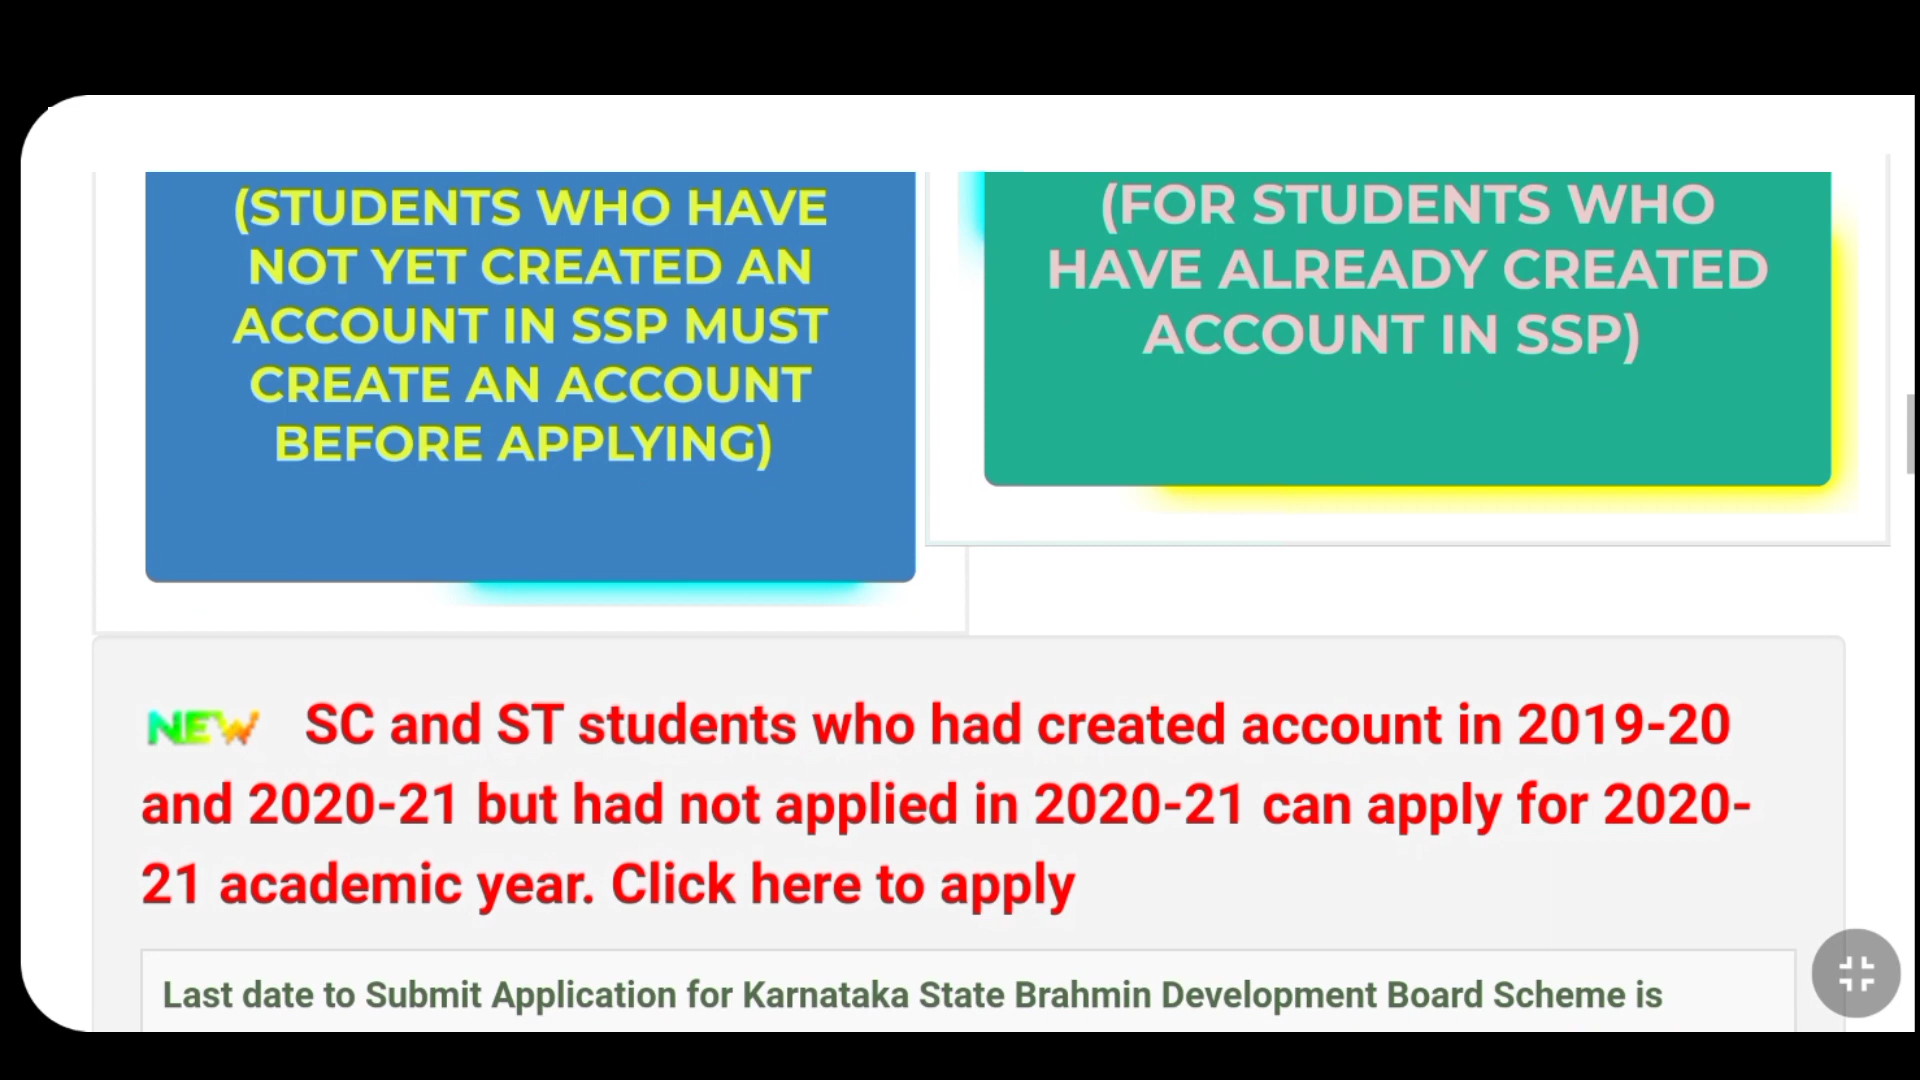 (STUDENTS WHO HAVE
NOT YET CREATED AN
ACCOUNT IN SSP MUST
CREATE AN ACCOUNT
BEFORE APPLYING)
(FOR STUDENTS WHO
HAVE ALREADY CREATED
ACCOUNT IN SSP)
NEW SC and ST students who had created account in 2019-20
and 2020-21 but had not applied in 2020-21 can apply for 2020-
21 academic year. Click here to apply
Last date to Submit Application for Karnataka State Brahmin Development Board Scheme is